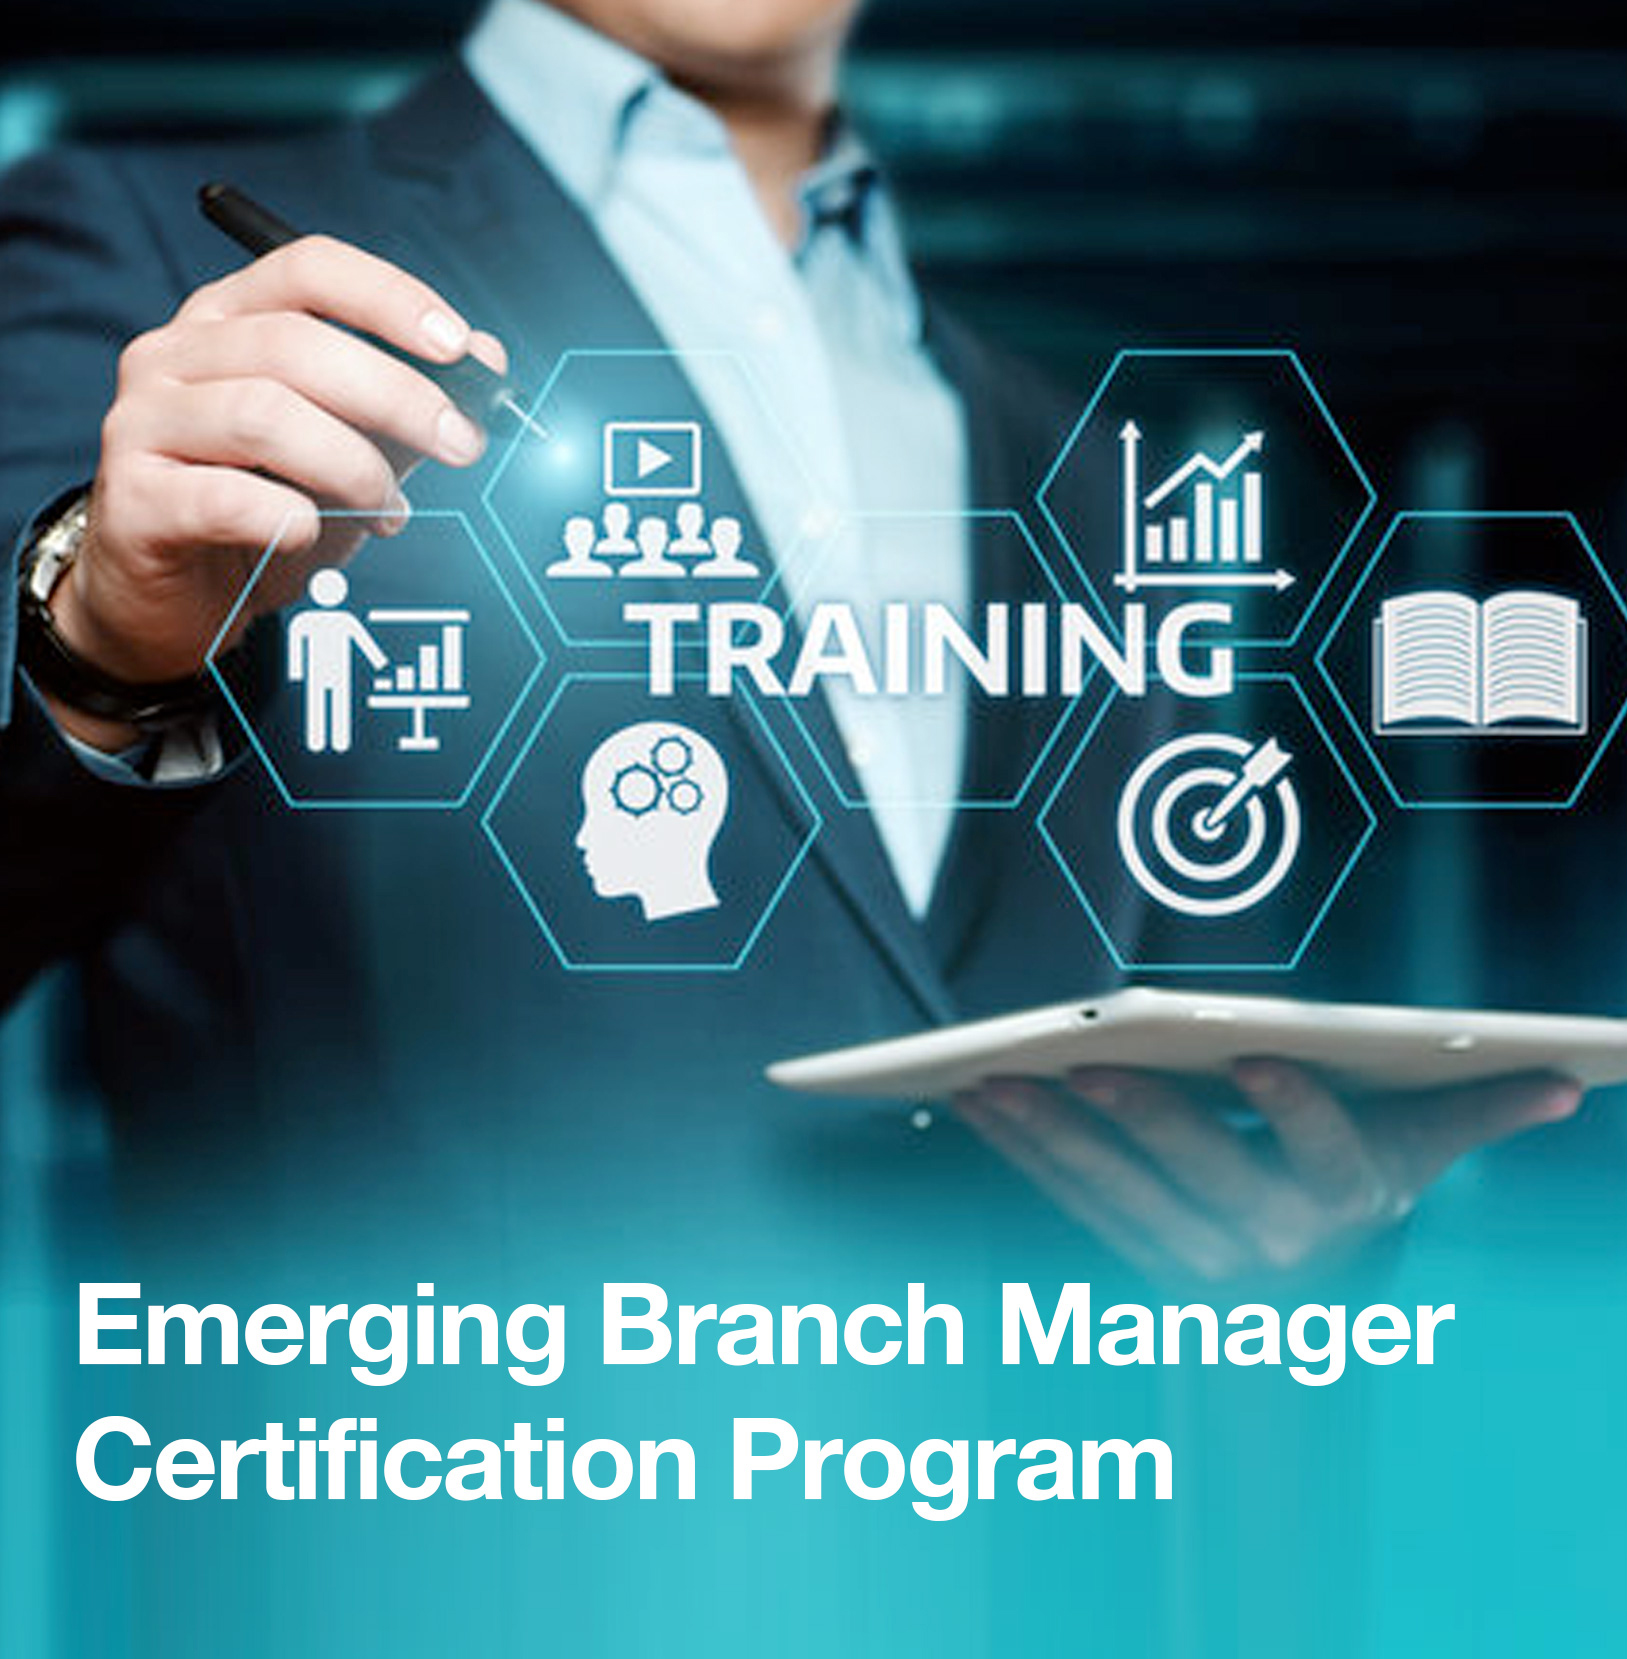 TRAINING
Emerging Branch Manager
Certification Program